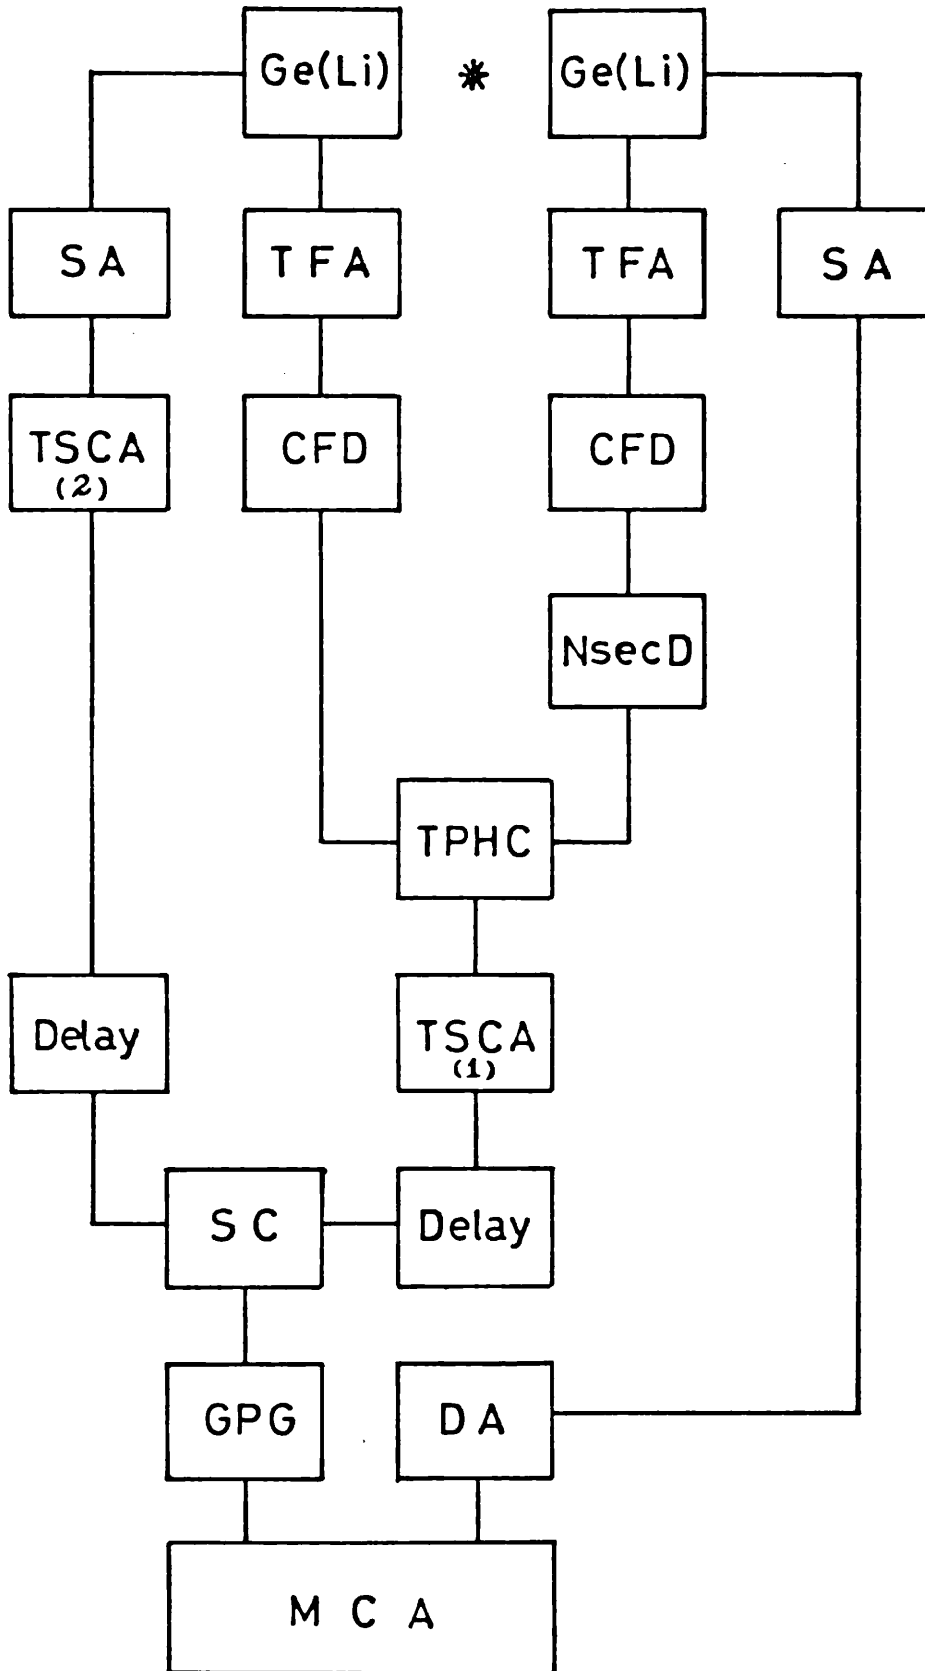 Ge(Li) * Ge(Li)
SA TFA TFA SA
TSCA CFD CFD
(2)
NsecD
TPHC
Delay TSCA
(1)
SC Delay
GPG DA
MCA